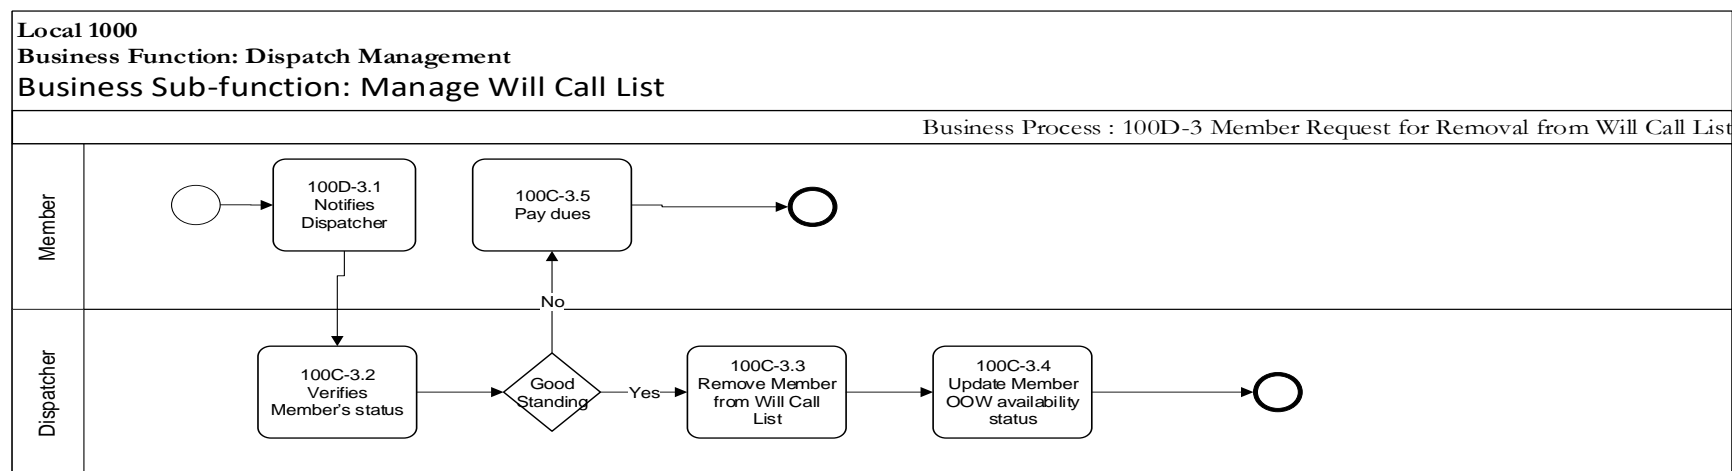 Local 1000
Business Function: Dispatch Management
Business Sub-function: Manage Will Call List
Business Process : 100D-3 Member Request for Removal from Will Call List
Member
100D-3.1
Notifies
Dispatcher
100C-3.5
Pay dues
No
Dispatcher
100C-3.2
Verifies
Member's status
Good
Standing
Yes
100C-3.3
Remove Member
from Will Call
List
100C-3.4
Update Member
OOW availability
status